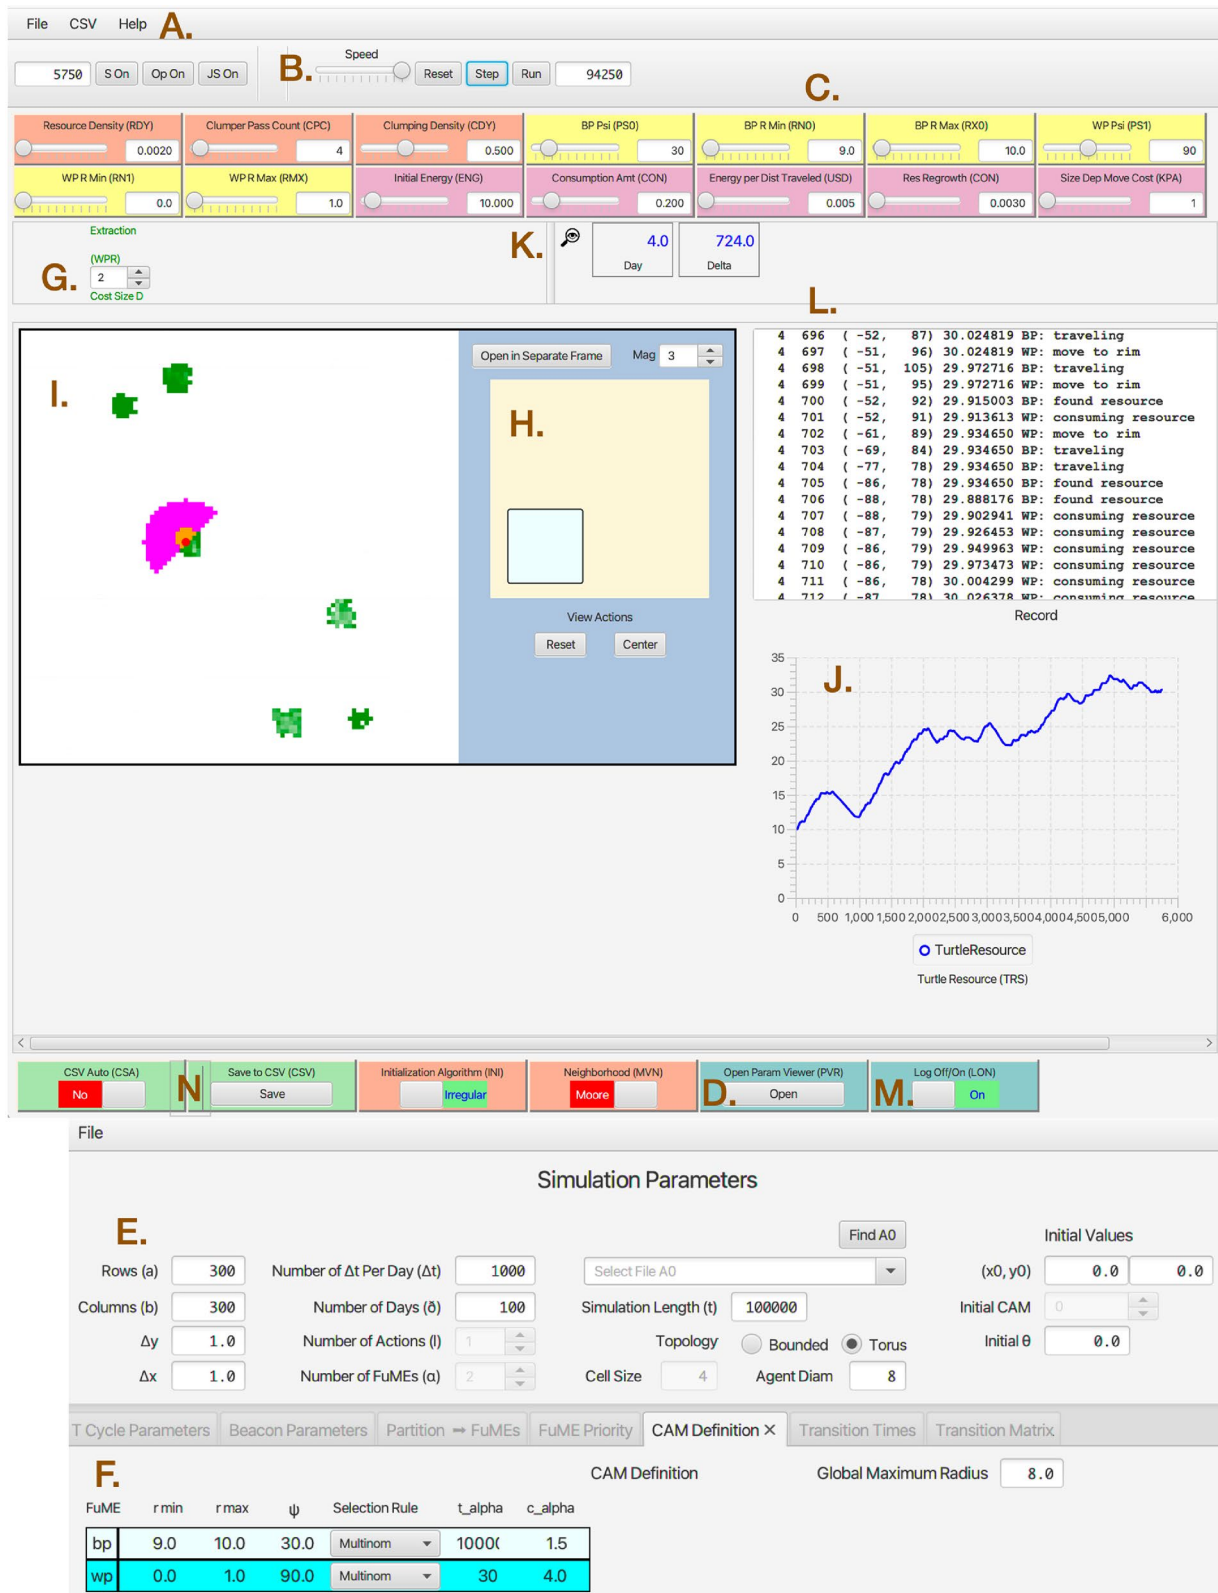 File CSV Help A.
5750 S On Op On JS On B. Speed Reset Step Run 94250
C.
Resource Density (RDY) Clumper Pass Count (CPC) Clumping Density (CDY) BP Psi (PS0) BP R Min (RN0) BP R Max (RX0) WP Psi (PS1)
0.0020 4 0.500 30 9.0 10.0 90
WP R Min (RN1) WP R Max (RMX) Initial Energy (ENG) Consumption Amt (CON) Energy per Dist Traveled (USD) Res Regrowth (CON) Size Dep Move Cost (KPA)
0.0 1.0 10.000 0.200 0.005 0.0030 1
Extraction
(WPR)
G. 2
Cost Size D
K. 4.0 724.0
Day Delta
L.
I.
Open in Separate Frame Mag 3
H.
View Actions
Reset Center
4 696 ( -52, 87) 30.024819 BP: traveling
4 697 ( -51, 96) 30.024819 WP: move to rim
4 698 ( -51, 105) 29.972716 BP: traveling
4 699 ( -51, 95) 29.972716 WP: move to rim
4 700 ( -52, 92) 29.915003 BP: found resource
4 701 ( -52, 91) 29.913613 WP: consuming resource
4 702 ( -61, 89) 29.934650 WP: move to rim
4 703 ( -69, 84) 29.934650 BP: traveling
4 704 ( -77, 78) 29.934650 BP: traveling
4 705 ( -86, 78) 29.934650 BP: found resource
4 706 ( -88, 78) 29.888176 BP: found resource
4 707 ( -88, 79) 29.902941 WP: consuming resource
4 708 ( -87, 79) 29.926453 WP: consuming resource
4 709 ( -86, 79) 29.949963 WP: consuming resource
4 710 ( -86, 79) 29.973473 WP: consuming resource
4 711 ( -86, 78) 30.004299 WP: consuming resource
4 712 ( -87 78) 30.026378 WP: consuming resource
Record
J.
35
30
25
20
15
10
5
0
0 500 1,000 1,500 2,000 2,500 3,000 3,500 4,000 4,500 5,000 6,000
TurtleResource
Turtle Resource (TRS)
CSV Auto (CSA) Save to CSV (CSV) Initialization Algorithm (INI) Neighborhood (MVN) Open Param Viewer (PVR) Log Off/On (LON)
No N Save Irregular Moore D. Open M. On
File
Simulation Parameters
E. Find A0 Initial Values
Rows (a) 300 Number of Δt Per Day (Δt) 1000 Select File A0 (x0, y0) 0.0 0.0
Columns (b) 300 Number of Days (ð) 100 Simulation Length (t) 100000 Initial CAM 0
Δy 1.0 Number of Actions (l) 1 Topology Bounded Torus Initial θ 0.0
Δx 1.0 Number of FuMEs (α) 2 Cell Size 4 Agent Diam 8
T Cycle Parameters Beacon Parameters Partition ➡ FuMEs FuME Priority CAM Definition ✕ Transition Times Transition Matrix
F. CAM Definition Global Maximum Radius 8.0
FuME r min r max ψ Selection Rule t_alpha c_alpha
bp 9.0 10.0 30.0 Multinom 1.5
wp 0.0 1.0 90.0 Multinom 30 4.0